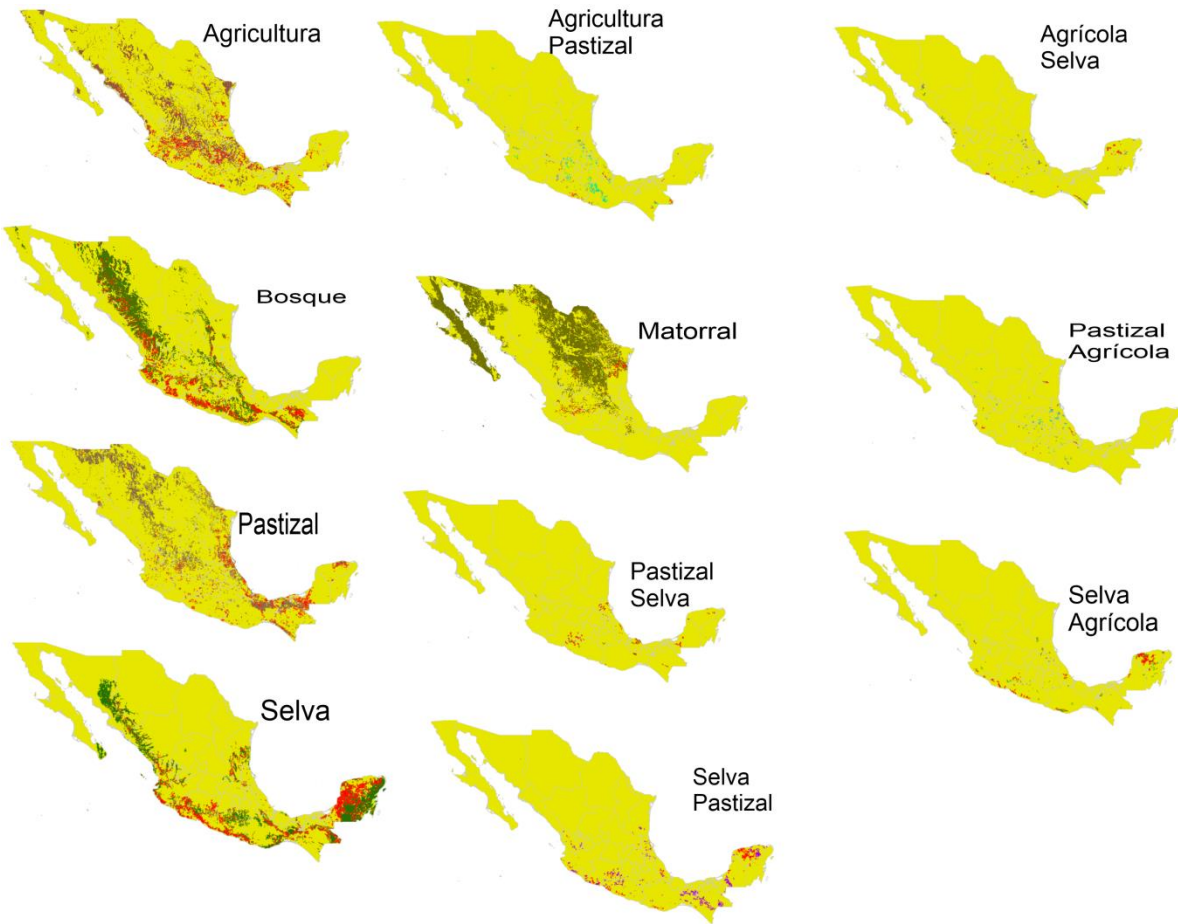 Agricultura
Agricultura
Pastizal
Agrícola
Selva
Bosque
Matorral
Pastizal
Agrícola
Pastizal
Pastizal
Selva
Selva
Agrícola
Selva
Selva
Pastizal